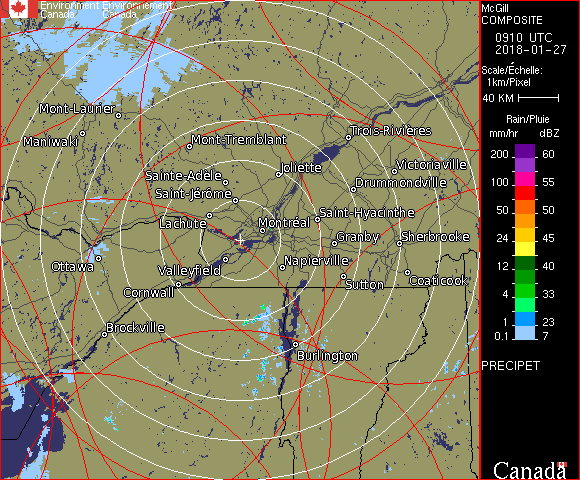 Environment Environnement
Canada Canada
McGill
COMPOSITE
0910 UTC
2018-01-27
Scale/Échelle:
1km/Pixel
40 KM
Rain/Pluie
mm/hr dBZ
200 60
100 55
50 50
24 45
12 40
4 33
1 23
0.1 7
PRECIPET
Canada
Mont-Laurier
Maniwaki
Mont-Tremblant
Trois-Rivières
Sainte-Adèle
Joliette
Victoriaville
Saint-Jérôme
Drummondville
Lachute
Montréal
Saint-Hyacinthe
Granby
Sherbrooke
Ottawa
Valleyfield
Napierville
Cornwall
Sutton
Coaticook
Brockville
Burlington